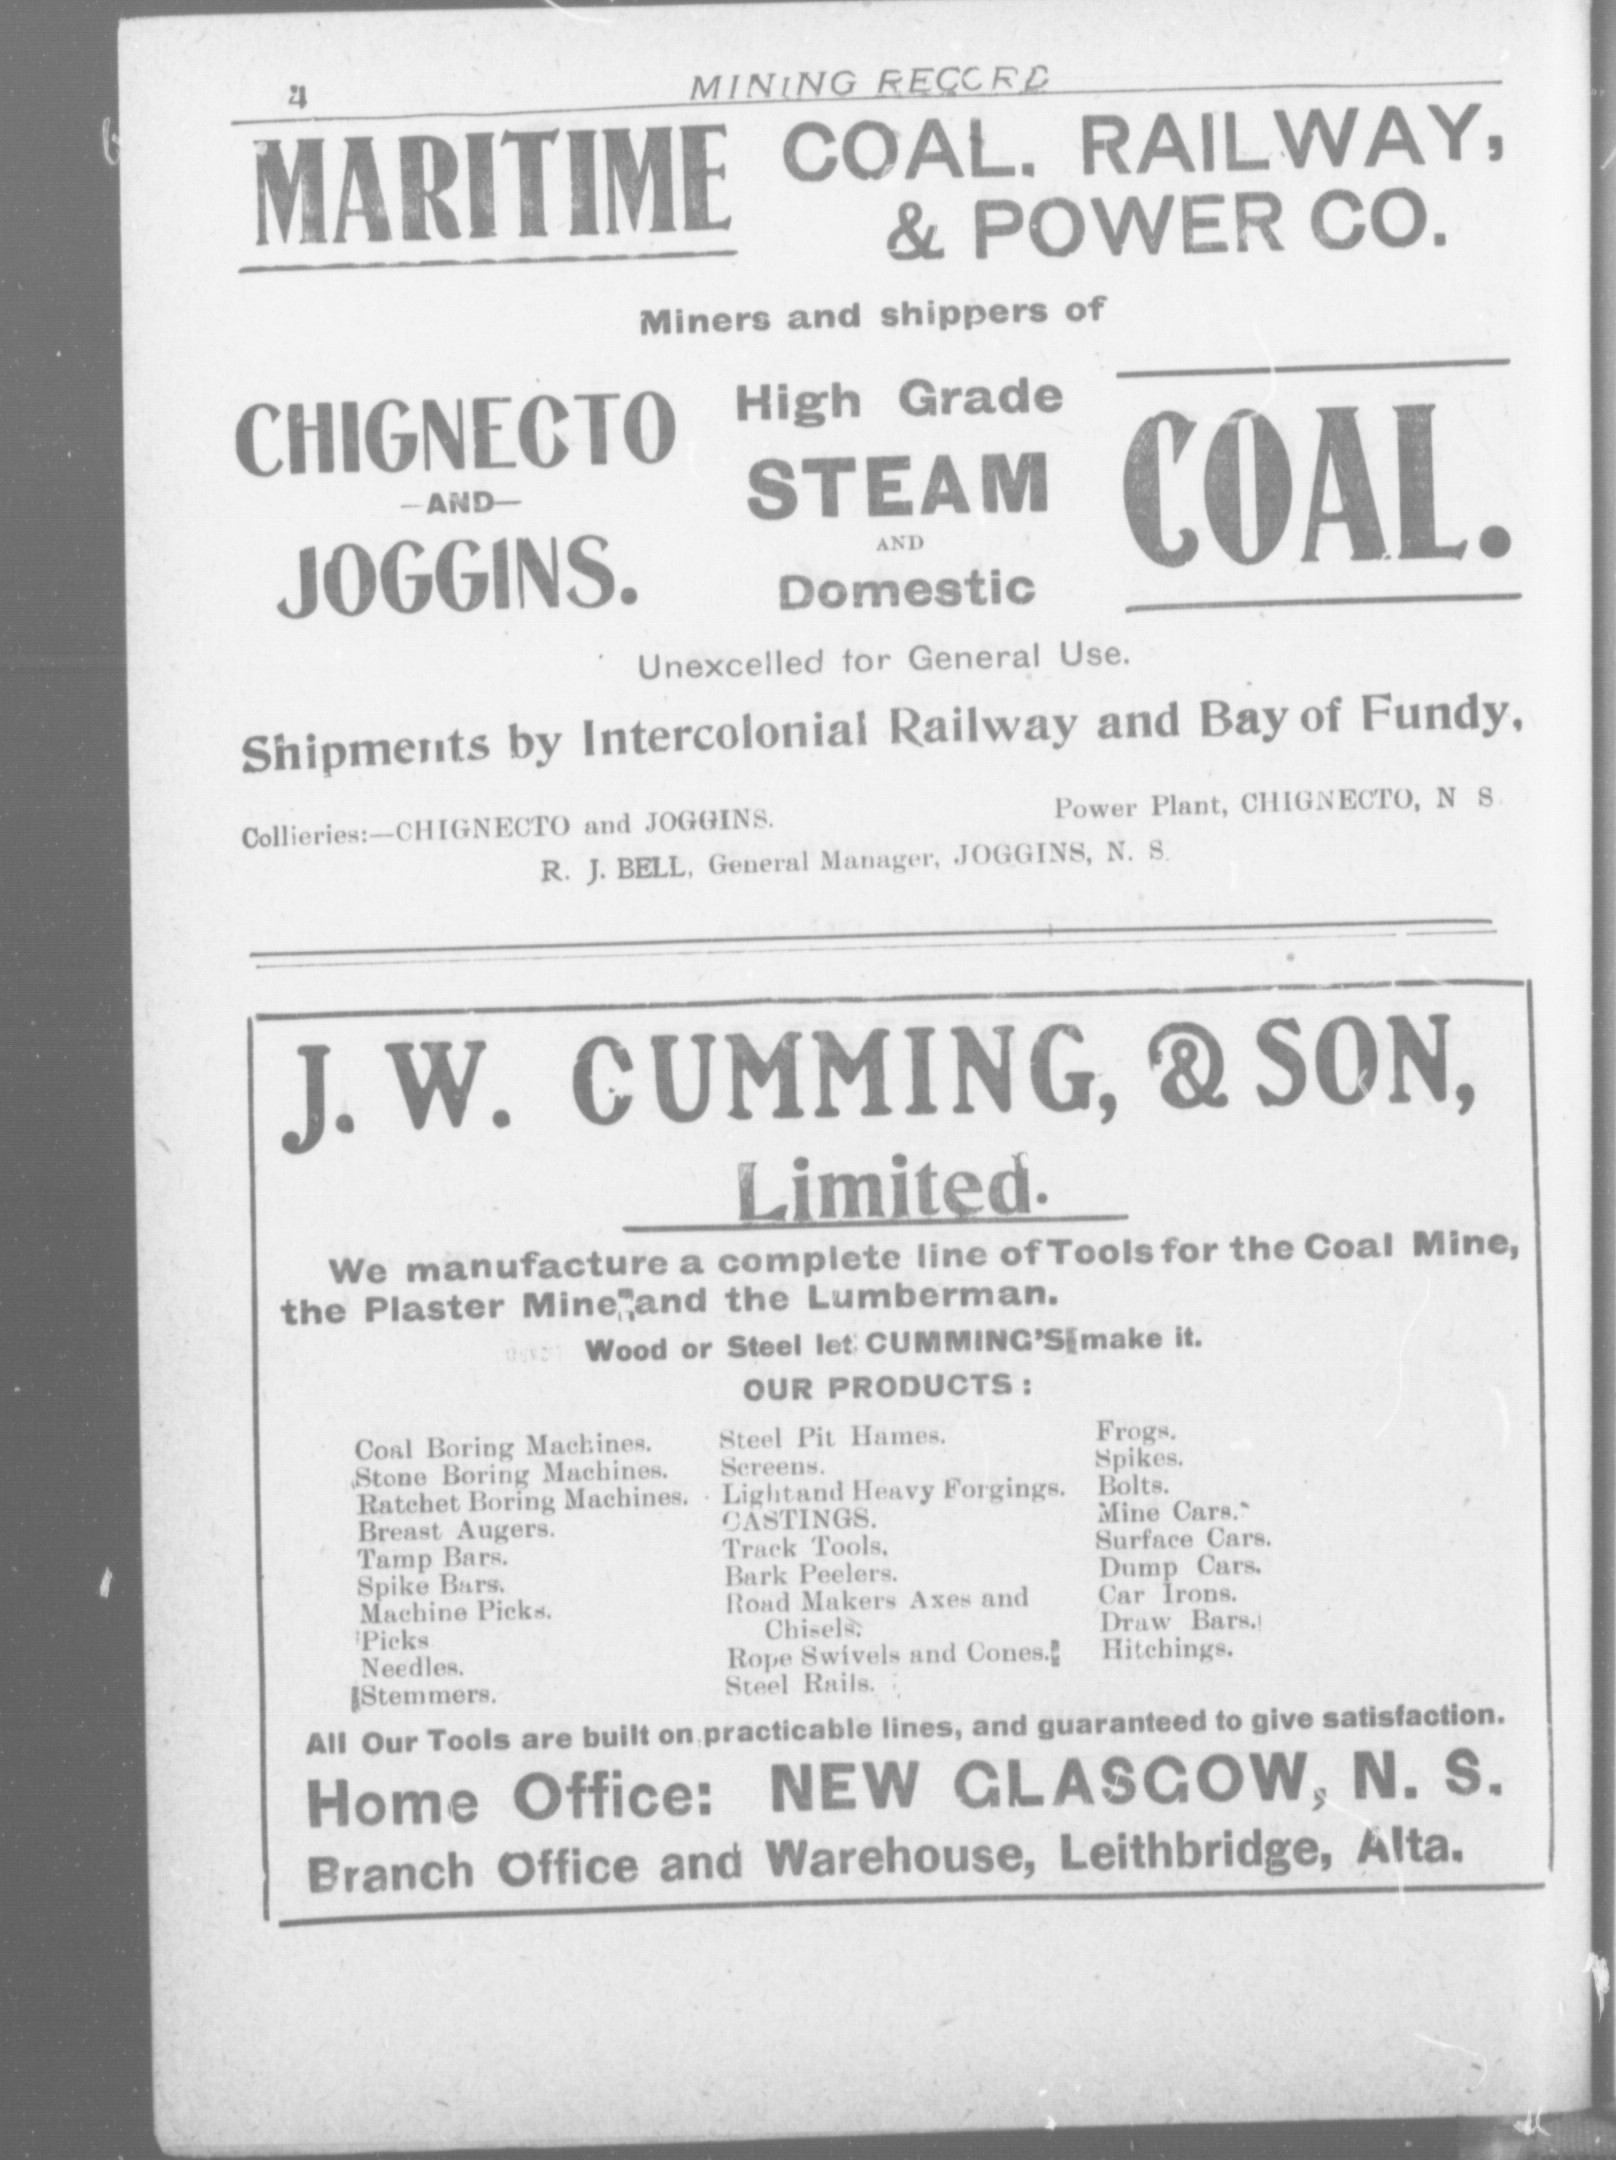 4
MINING RECORD
MARITIME COAL. RAILWAY,
& POWER CO.
Miners and shippers of
CHIGNECTO
—AND—
JOGGINS.
High Grade
STEAM
AND
Domestic
COAL.
Unexcelled for General Use.
Shipments by Intercolonial Railway and Bay of Fundy,
Collieries:—CHIGNECTO and JOGGINS. Power Plant, CHIGNECTO, N S.
R. J. BELL, General Manager, JOGGINS, N. S.
J. W. CUMMING, & SON,
Limited.
We manufacture a complete line of Tools for the Coal Mine,
the Plaster Mine, and the Lumberman.
Wood or Steel let CUMMING'S make it.
OUR PRODUCTS:
Coal Boring Machines.
Stone Boring Machines.
Ratchet Boring Machines.
Breast Augers.
Tamp Bars.
Spike Bars.
Machine Picks.
Picks
Needles.
Stemmers.
Steel Pit Hames.
Screens.
Light and Heavy Forgings.
CASTINGS.
Track Tools.
Bark Peelers.
Road Makers Axes and
Chisels.
Rope Swivels and Cones.
Steel Rails.
Frogs.
Spikes.
Bolts.
Mine Cars.
Surface Cars.
Dump Cars.
Car Irons.
Draw Bars.
Hitchings.
All Our Tools are built on practicable lines, and guaranteed to give satisfaction.
Home Office: NEW GLASGOW, N. S.
Branch Office and Warehouse, Leithbridge, Alta.